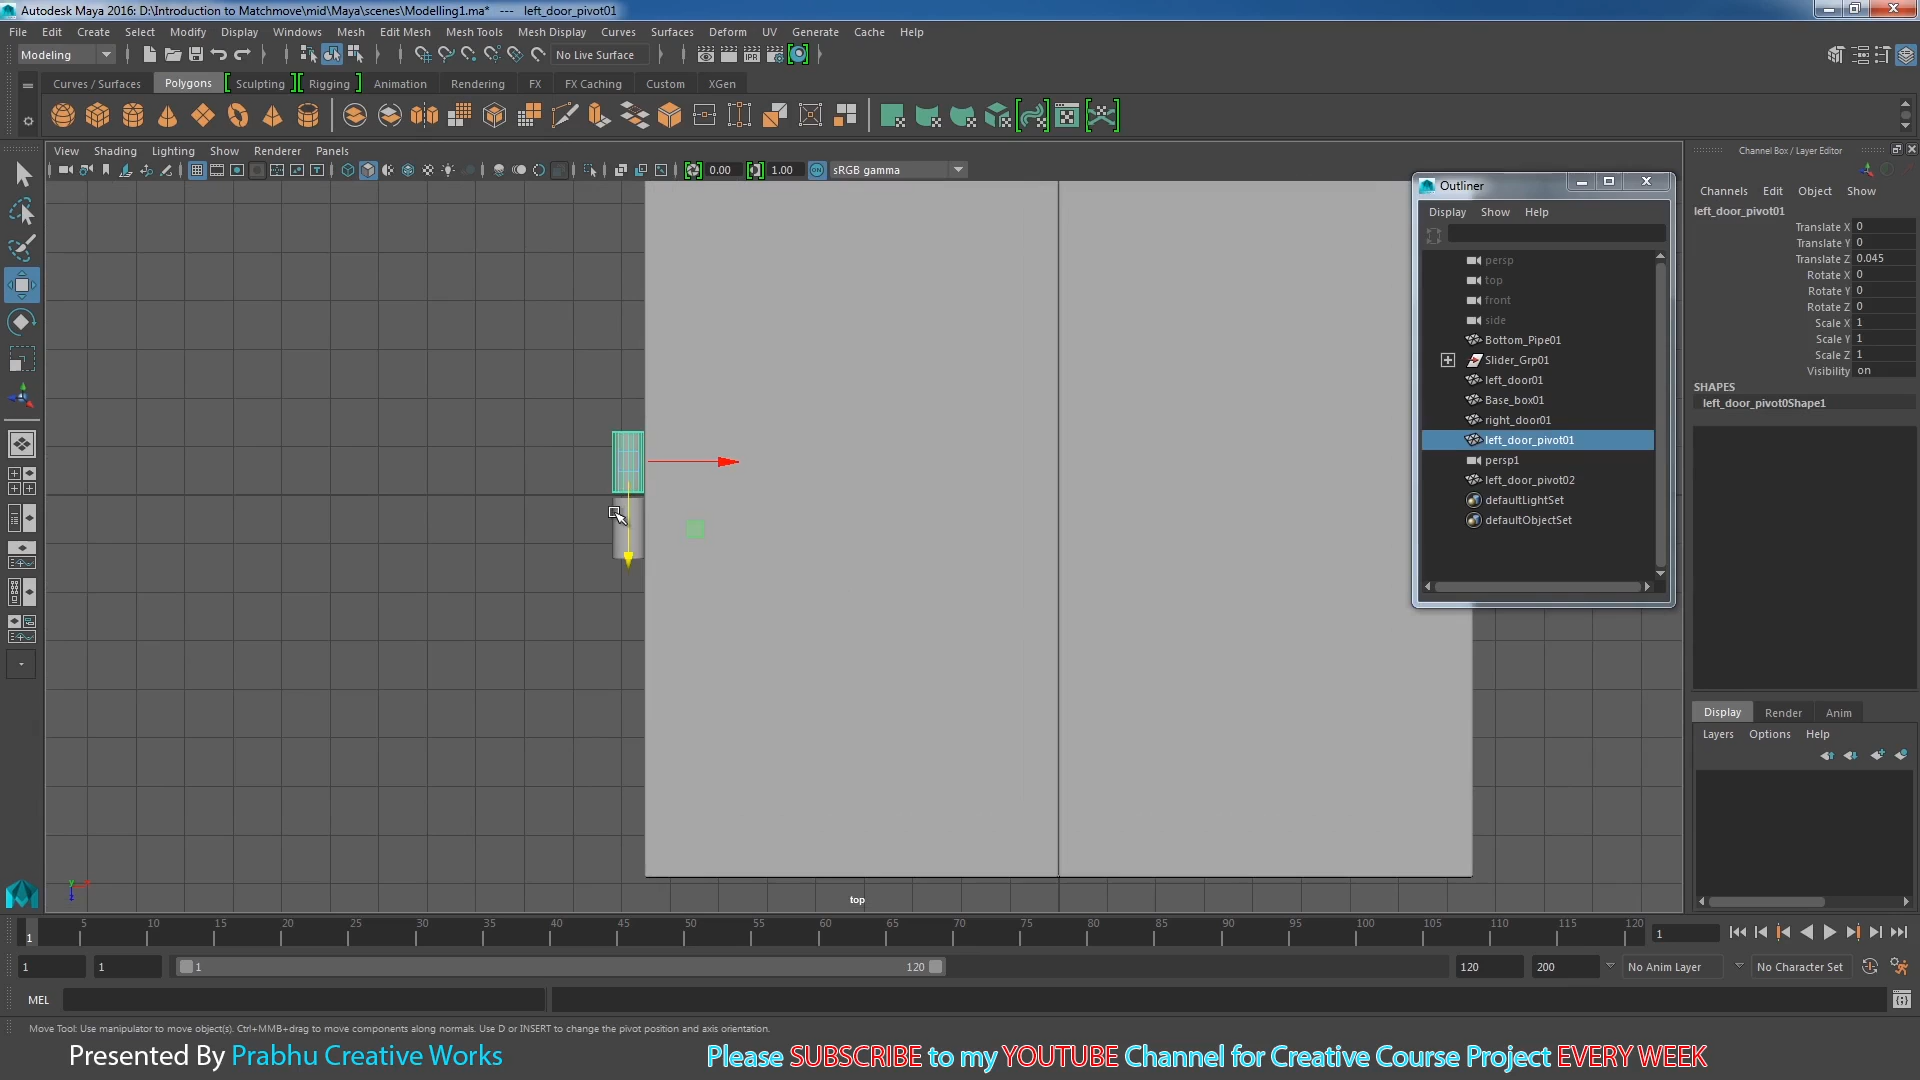 Autodesk Maya 2016: D:\Introduction to Matchmove\mid\Maya\scenes\Modelling1.ma* --- left_door_pivot01
File Edit Create Select Modify Display Windows Mesh Edit Mesh Mesh Tools Mesh Display Curves Surfaces Deform UV Generate Cache Help
Modeling No Live Surface
Curves / Surfaces Polygons Sculpting Rigging Animation Rendering FX FX Caching Custom XGen
View Shading Lighting Show Renderer Panels
0.00 1.00 sRGB gamma
Outliner
Display Show Help
persp
top
front
side
Bottom_Pipe01
Slider_Grp01
left_door01
Base_box01
right_door01
left_door_pivot01
persp1
left_door_pivot02
defaultLightSet
defaultObjectSet
Channel Box / Layer Editor
Channels Edit Object Show
left_door_pivot01
Translate X 0
Translate Y 0
Translate Z 0.045
Rotate X 0
Rotate Y 0
Rotate Z 0
Scale X 1
Scale Y 1
Scale Z 1
Visibility on
SHAPES
left_door_pivot0Shape1
Display Render Anim
Layers Options Help
top
5 10 15 20 25 30 35 40 45 50 55 60 65 70 75 80 85 90 95 100 105 110 115 120
1 1
1 1 1 120 120 200 No Anim Layer No Character Set
MEL
Move Tool: Use manipulator to move object(s). Ctrl+MMB+drag to move components along normals. Use D or INSERT to change the pivot position and axis orientation.
Presented By Prabhu Creative Works Please SUBSCRIBE to my YOUTUBE Channel for Creative Course Project EVERY WEEK